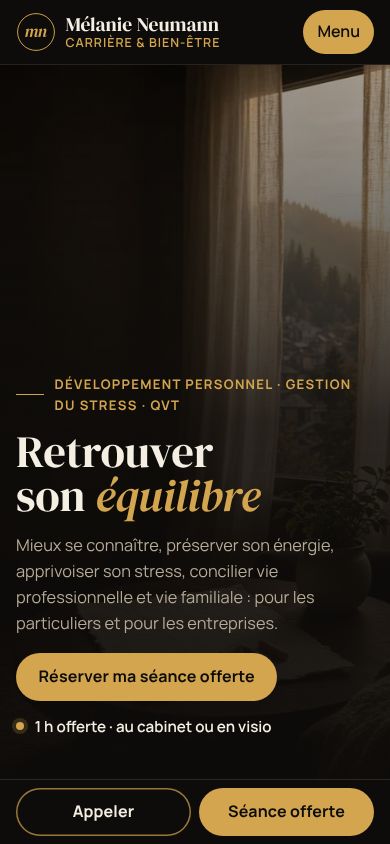 mn
Mélanie Neumann
CARRIÈRE & BIEN-ÊTRE
Menu
DÉVELOPPEMENT PERSONNEL · GESTION
DU STRESS · QVT
Retrouver
son équilibre
Mieux se connaître, préserver son énergie,
apprivoiser son stress, concilier vie
professionnelle et vie familiale : pour les
particuliers et pour les entreprises.
Réserver ma séance offerte
1 h offerte · au cabinet ou en visio
Appeler
Séance offerte